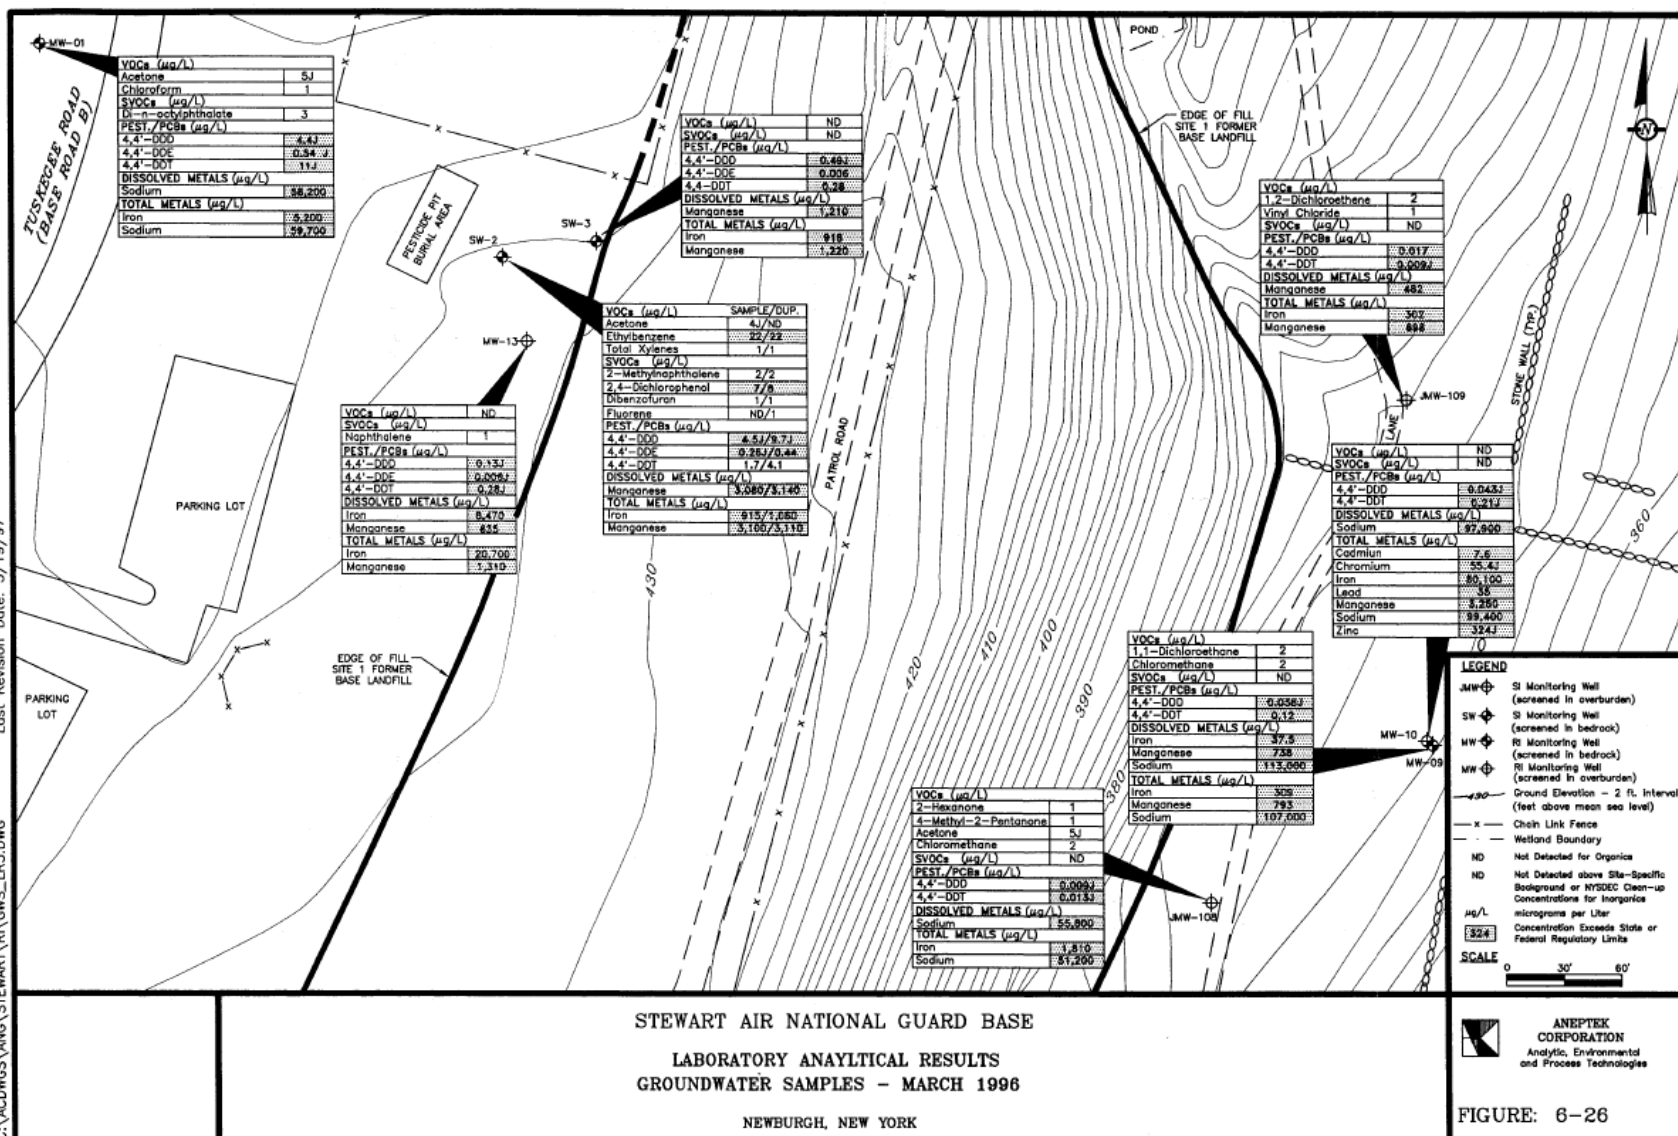 MW-01
VOCs (µg/L)
Acetone 5J
Chloroform 1
SVOCs (µg/L)
Di-n-octylphthalate 3
PEST./PCBs (µg/L)
4,4'-DDD 4.4J
4,4'-DDE 0.54 J
4,4'-DDT 11J
DISSOLVED METALS (µg/L)
Sodium 58,200
TOTAL METALS (µg/L)
Iron 5,200
Sodium 59,700
TUSKEGEE ROAD
(BASE ROAD B)
PESTICIDE PIT
BURIAL AREA
SW-3
VOCs (µg/L) ND
SVOCs (µg/L) ND
PEST./PCBs (µg/L)
4,4'-DDD 0.48J
4,4'-DDE 0.006
4,4-DDT 0.28
DISSOLVED METALS (µg/L)
Manganese 1,210
TOTAL METALS (µg/L)
Iron 916
Manganese 1,220
SW-2
VOCs (µg/L) SAMPLE/DUP.
Acetone 4J/ND
Ethylbenzene 22/22
Total Xylenes 1/1
SVOCs (µg/L)
2-Methylnaphthalene 2/2
2,4-Dichlorophenol 7/8
Dibenzofuran 1/1
Fluorene ND/1
PEST./PCBs (µg/L)
4,4'-DDD 4.5J/9.7J
4,4'-DDE 0.26J/0.44
4,4'-DDT 1.7/4.1
DISSOLVED METALS (µg/L)
Manganese 3,080/3,140
TOTAL METALS (µg/L)
Iron 915/1,060
Manganese 3,100/3,110
MW-13
VOCs (µg/L) ND
SVOCs (µg/L)
Naphthalene 1
PEST./PCBs (µg/L)
4,4'-DDD 0.13J
4,4'-DDE 0.006J
4,4'-DDT 0.28J
DISSOLVED METALS (µg/L)
Iron 8,470
Manganese 835
TOTAL METALS (µg/L)
Iron 20,700
Manganese 1,310
PARKING LOT
PARKING
LOT
EDGE OF FILL
SITE 1 FORMER
BASE LANDFILL
430
PATROL ROAD
420
410
400
390
380
POND
EDGE OF FILL
SITE 1 FORMER
BASE LANDFILL
N
VOCs (µg/L)
1,2-Dichloroethene 2
Vinyl Chloride 1
SVOCs (µg/L) ND
PEST./PCBs (µg/L)
4,4'-DDD 0.017
4,4'-DDT 0.009J
DISSOLVED METALS (µg/L)
Manganese 482
TOTAL METALS (µg/L)
Iron 302
Manganese 898
JMW-109
LANE
STONE WALL (TYP.)
360
VOCs (µg/L) ND
SVOCs (µg/L) ND
PEST./PCBs (µg/L)
4,4'-DDD 0.043J
4,4'-DDT 0.21J
DISSOLVED METALS (µg/L)
Sodium 97,900
TOTAL METALS (µg/L)
Cadmiun 7.6
Chromium 55.4J
Iron 80,100
Lead 35
Manganese 3,260
Sodium 99,400
Zinc 324J
MW-10
MW-09
VOCs (µg/L)
1,1-Dichloroethane 2
Chloromethane 2
SVOCs (µg/L) ND
PEST./PCBs (µg/L)
4,4'-DDD 0.036J
4,4'-DDT 0.12
DISSOLVED METALS (µg/L)
Iron 37.5
Manganese 738
Sodium 113,000
TOTAL METALS (µg/L)
Iron 309
Manganese 793
Sodium 107,000
VOCs (µg/L)
2-Hexanone 1
4-Methyl-2-Pentanone 1
Acetone 5J
Chloromethane 2
SVOCs (µg/L) ND
PEST./PCBs (µg/L)
4,4'-DDD 0.009J
4,4'-DDT 0.013J
DISSOLVED METALS (µg/L)
Sodium 55,800
TOTAL METALS (µg/L)
Iron 1,810
Sodium 51,200
JMW-108
LEGEND
JMW SI Monitoring Well
(screened in overburden)
SW SI Monitoring Well
(screened in bedrock)
MW RI Monitoring Well
(screened in bedrock)
MW RI Monitoring Well
(screened in overburden)
430 Ground Elevation - 2 ft. Interval
(feet above mean sea level)
x Chain Link Fence
Wetland Boundary
ND Not Detected for Organics
ND Not Detected above Site-Specific
Background or NYSDEC Clean-up
Concentrations for Inorganics
µg/L micrograms per Liter
324 Concentration Exceeds State or
Federal Regulatory Limits
SCALE
0 30' 60'
STEWART AIR NATIONAL GUARD BASE
LABORATORY ANAYLTICAL RESULTS
GROUNDWATER SAMPLES - MARCH 1996
NEWBURGH, NEW YORK
ANEPTEK
CORPORATION
Analytic, Environmental
and Process Technologies
FIGURE: 6-26
Last Revision Date: